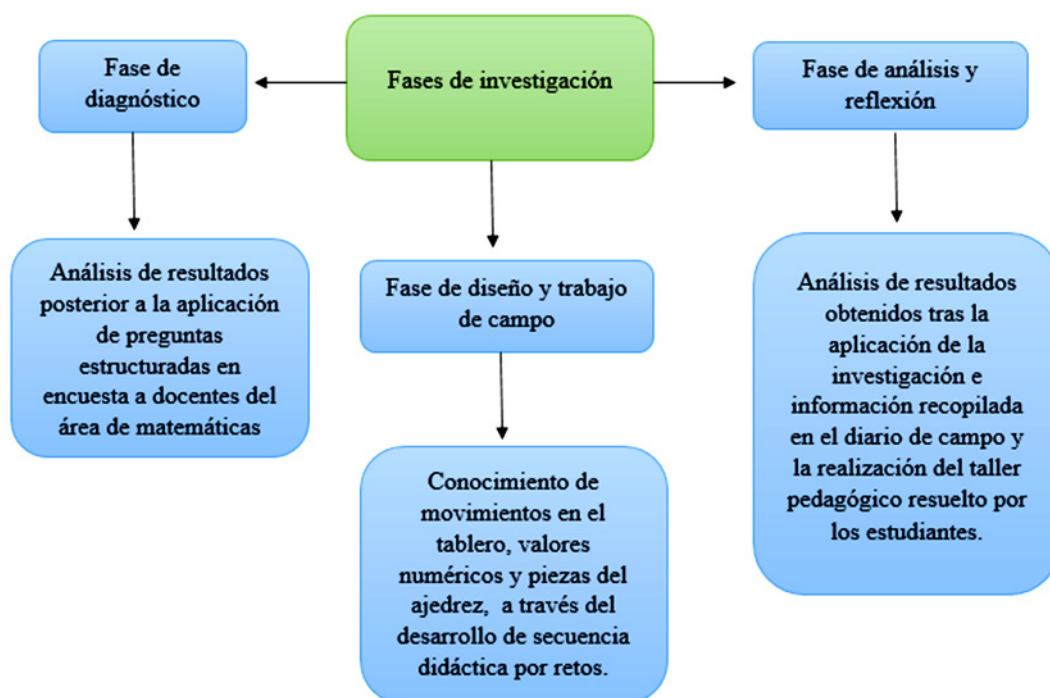 Fases de investigación
Fase de
diagnóstico
Análisis de resultados
posterior a la aplicación
de preguntas
estructuradas en
encuesta a docentes del
área de matemáticas
Fase de diseño y trabajo
de campo
Conocimiento de
movimientos en el
tablero, valores
numéricos y piezas del
ajedrez, a través del
desarrollo de secuencia
didáctica por retos.
Fase de análisis y
reflexión
Análisis de resultados
obtenidos tras la
aplicación de la
investigación e
información recopilada
en el diario de campo y
la realización del taller
pedagógico resuelto por
los estudiantes.